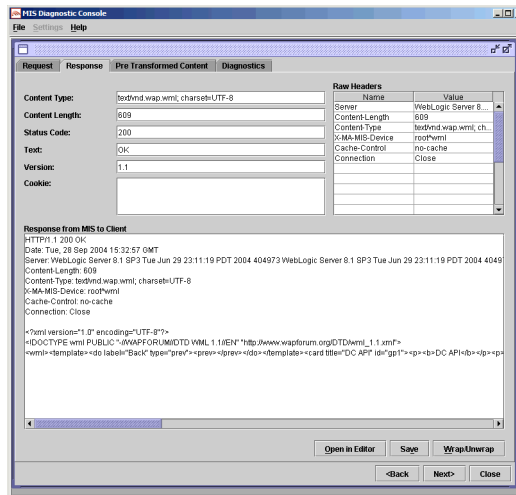 MIS Diagnostic Console
File Settings Help
Request Response Pre Transformed Content Diagnostics
Content Type: text/vnd.wap.wml; charset=UTF-8
Content Length: 609
Status Code: 200
Text: OK
Version: 1.1
Cookie:
Raw Headers
Name Value
Server WebLogic Server 8....
Content-Length 609
Content-Type text/vnd.wap.wml; ch...
X-MA-MIS-Device root^wml
Cache-Control no-cache
Connection Close
Response from MIS to Client
HTTP/1.1 200 OK
Date: Tue, 28 Sep 2004 15:32:57 GMT
Server: WebLogic Server 8.1 SP3 Tue Jun 29 23:11:19 PDT 2004 404973 WebLogic Server 8.1 SP3 Tue Jun 29 23:11:19 PDT 2004 4049
Content-Length: 609
Content-Type: text/vnd.wap.wml; charset=UTF-8
X-MA-MIS-Device: root^wml
Cache-Control: no-cache
Connection: Close
<?xml version="1.0" encoding="UTF-8"?>
<!DOCTYPE wml PUBLIC "-//WAPFORUM//DTD WML 1.1//EN" "http://www.wapforum.org/DTD/wml_1.1.xml">
<wml><template><do label="Back" type="prev"><prev></prev></do></template><card title="DC API" id="gp1"><p><b>DC API</b></p><p>
Open in Editor Save Wrap/Unwrap
<Back Next> Close